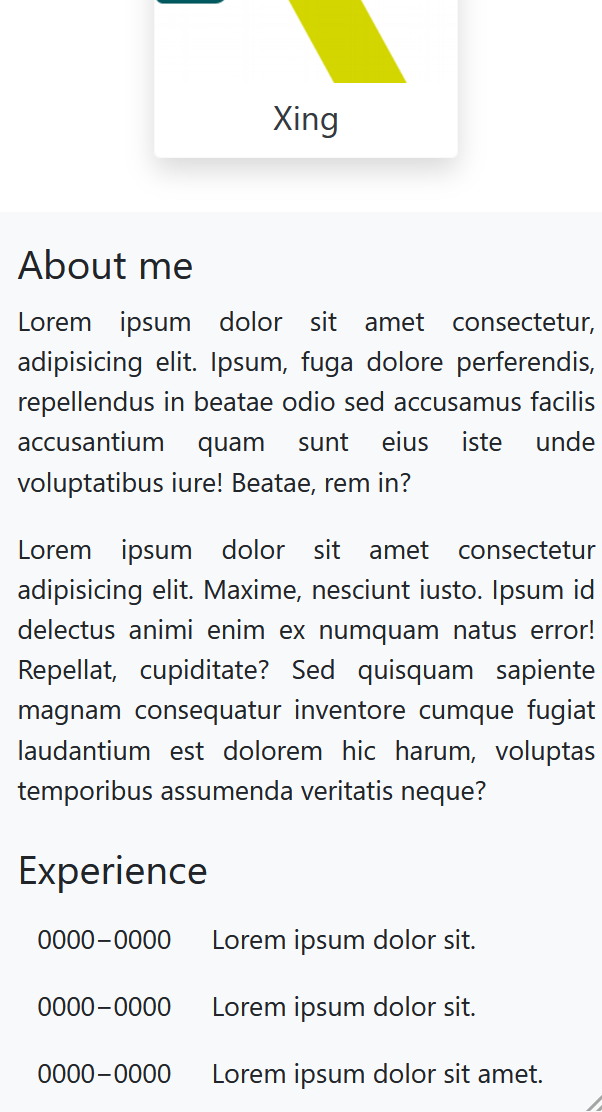 Xing
About me
Lorem ipsum dolor sit amet consectetur,
adipisicing elit. Ipsum, fuga dolore perferendis,
repellendus in beatae odio sed accusamus facilis
accusantium quam sunt eius iste unde
voluptatibus iure! Beatae, rem in?
Lorem ipsum dolor sit amet consectetur
adipisicing elit. Maxime, nesciunt iusto. Ipsum id
delectus animi enim ex numquam natus error!
Repellat, cupiditate? Sed quisquam sapiente
magnam consequatur inventore cumque fugiat
laudantium est dolorem hic harum, voluptas
temporibus assumenda veritatis neque?
Experience
0000–0000 Lorem ipsum dolor sit.
0000–0000 Lorem ipsum dolor sit.
0000–0000 Lorem ipsum dolor sit amet.